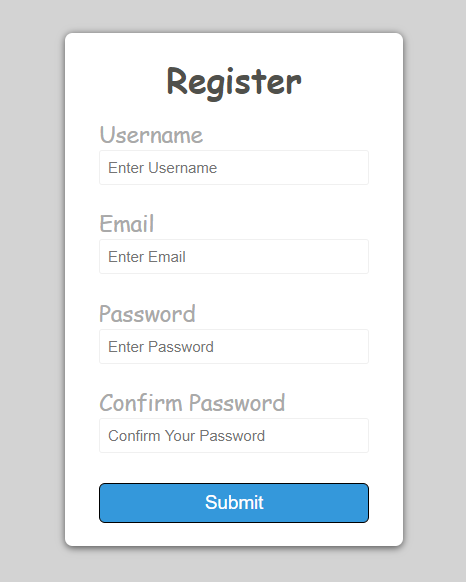 Register
Username
Enter Username
Email
Enter Email
Password
Enter Password
Confirm Password
Confirm Your Password
Submit